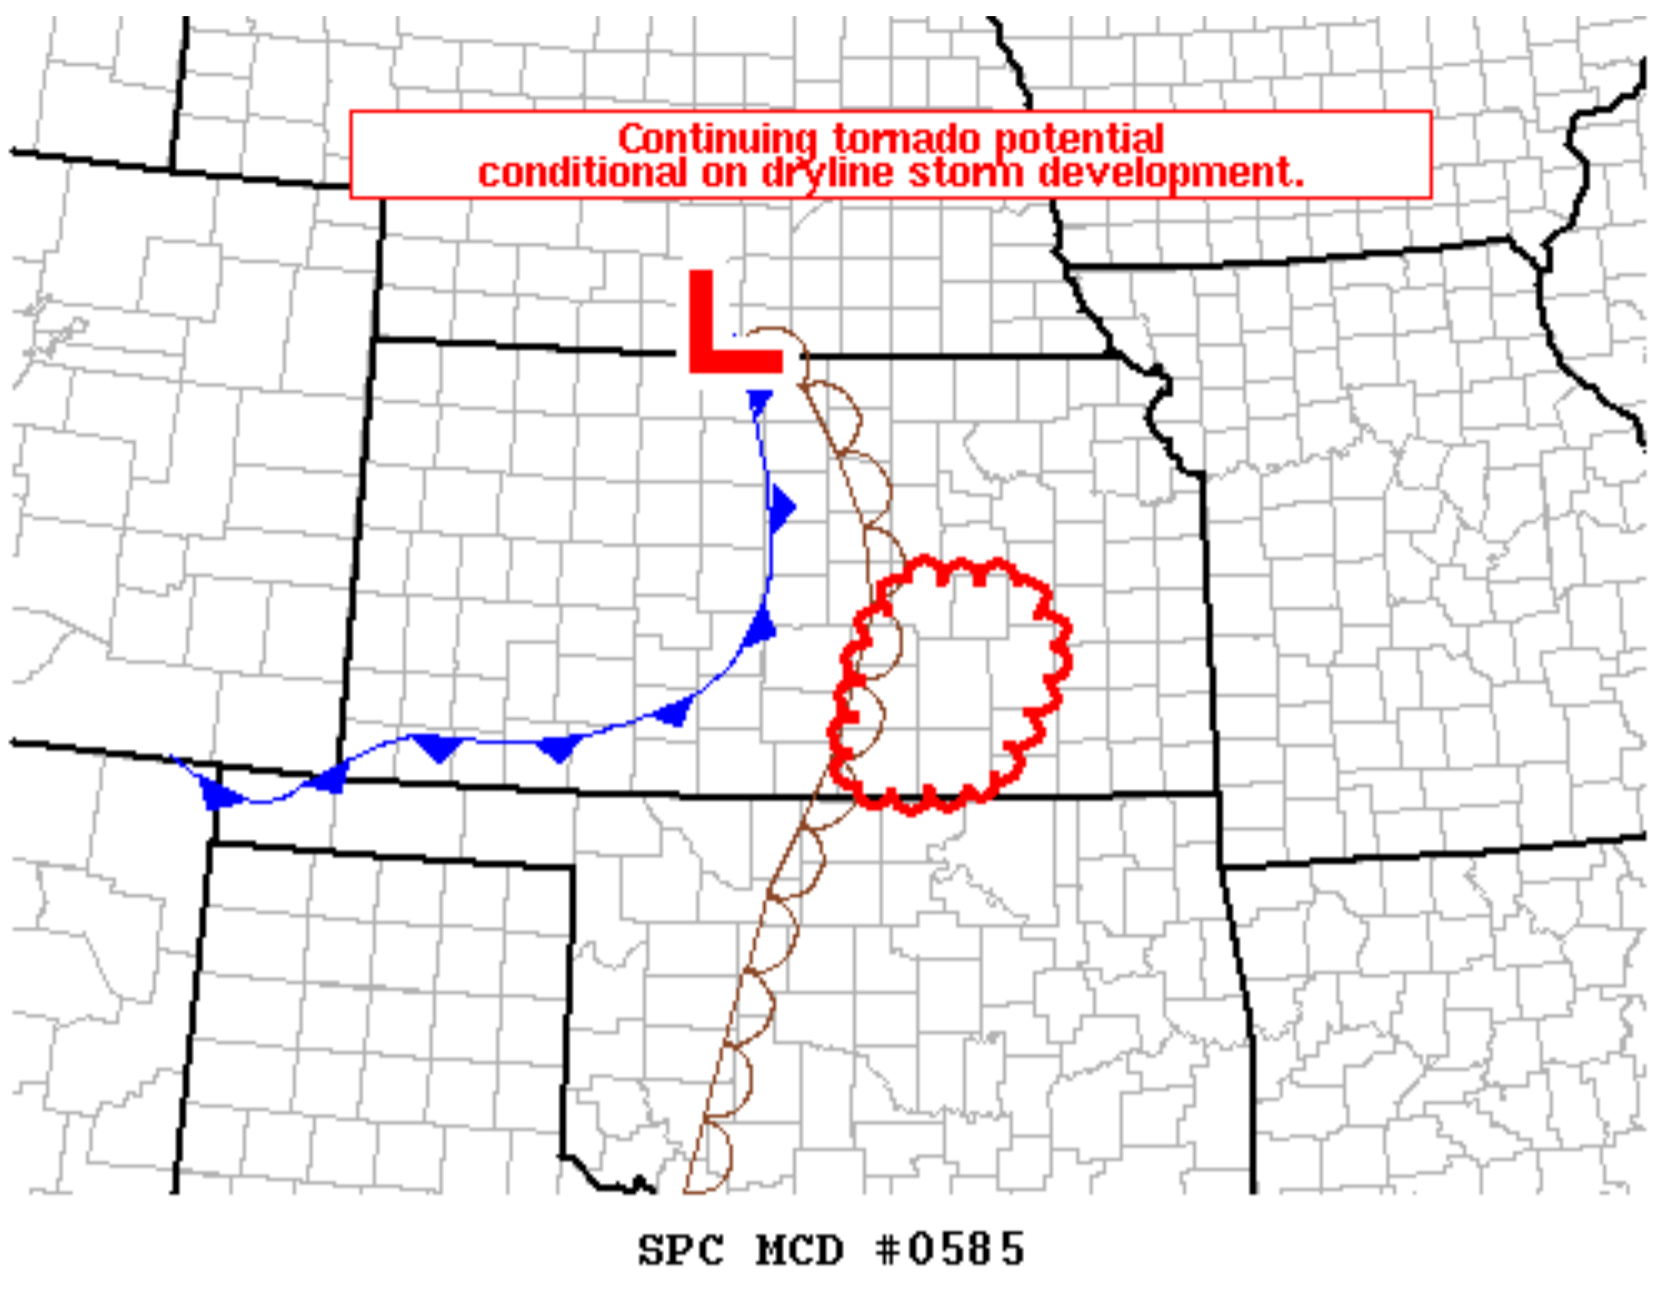 Continuing tornado potential
conditional on dryline storm development.
L
SPC MCD #0585